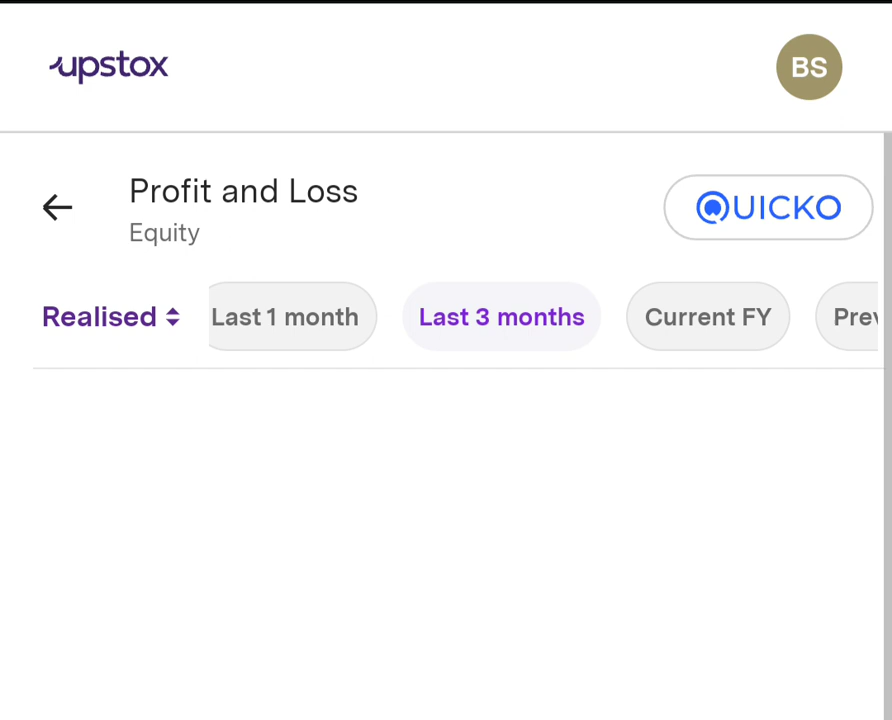 upstox
BS
Profit and Loss
Equity
QUICKO
Realised
Last 1 month
Last 3 months
Current FY